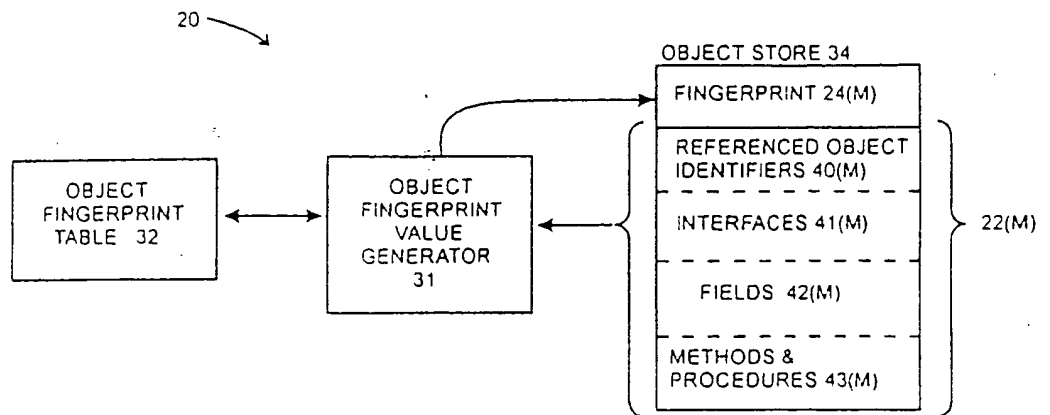 20
OBJECT STORE 34
FINGERPRINT 24(M)
REFERENCED OBJECT
IDENTIFIERS 40(M)
INTERFACES 41(M)
FIELDS 42(M)
METHODS &
PROCEDURES 43(M)
22(M)
OBJECT
FINGERPRINT
VALUE
GENERATOR
31
OBJECT
FINGERPRINT
TABLE 32